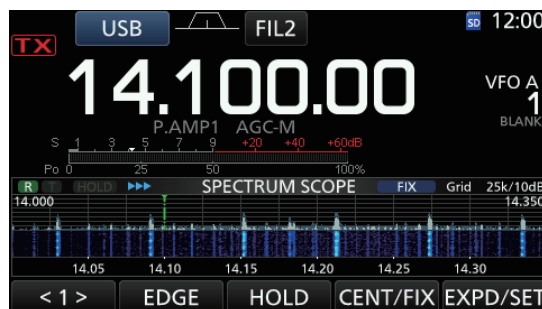 USB FIL2 SD 12:00
TX
14.100.00 VFO A
1
P.AMP1 AGC-M BLANK
S 1 3 5 7 9 +20 +40 +60dB
Po 0 25 50 100%
R T HOLD SPECTRUM SCOPE FIX Grid 25k/10dB
14.000 14.350
14.05 14.10 14.15 14.20 14.25 14.30
< 1 > EDGE HOLD CENT/FIX EXPD/SET